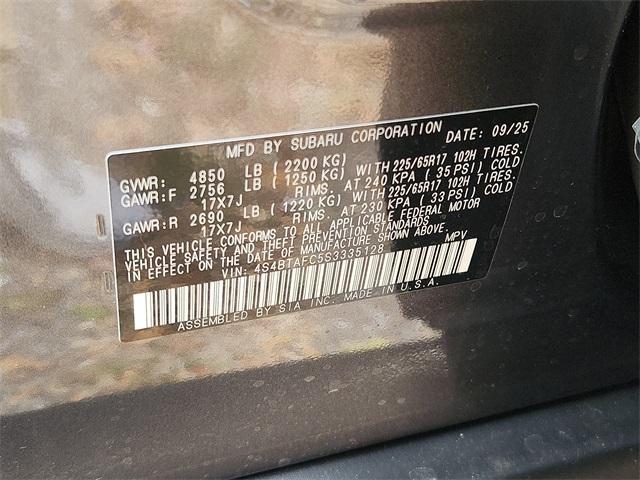 MFD BY SUBARU CORPORATION DATE: 09/25
GVWR: 4850 LB (2200 KG)
GAWR:F 2756 LB (1250 KG) WITH 225/65R17 102H TIRES.
17X7J RIMS. AT 240 KPA ( 35 PSI) COLD
GAWR:R 2690 LB (1220 KG) WITH 225/65R17 102H TIRES.
17X7J RIMS. AT 230 KPA ( 33 PSI) COLD
THIS VEHICLE CONFORMS TO ALL APPLICABLE FEDERAL MOTOR
VEHICLE SAFETY AND THEFT PREVENTION STANDARDS
IN EFFECT ON THE DATE OF MANUFACTURE SHOWN ABOVE.
VIN: 4S4BTAFC5S3335128 MPV
ASSEMBLED BY SIA INC. MADE IN U.S.A.